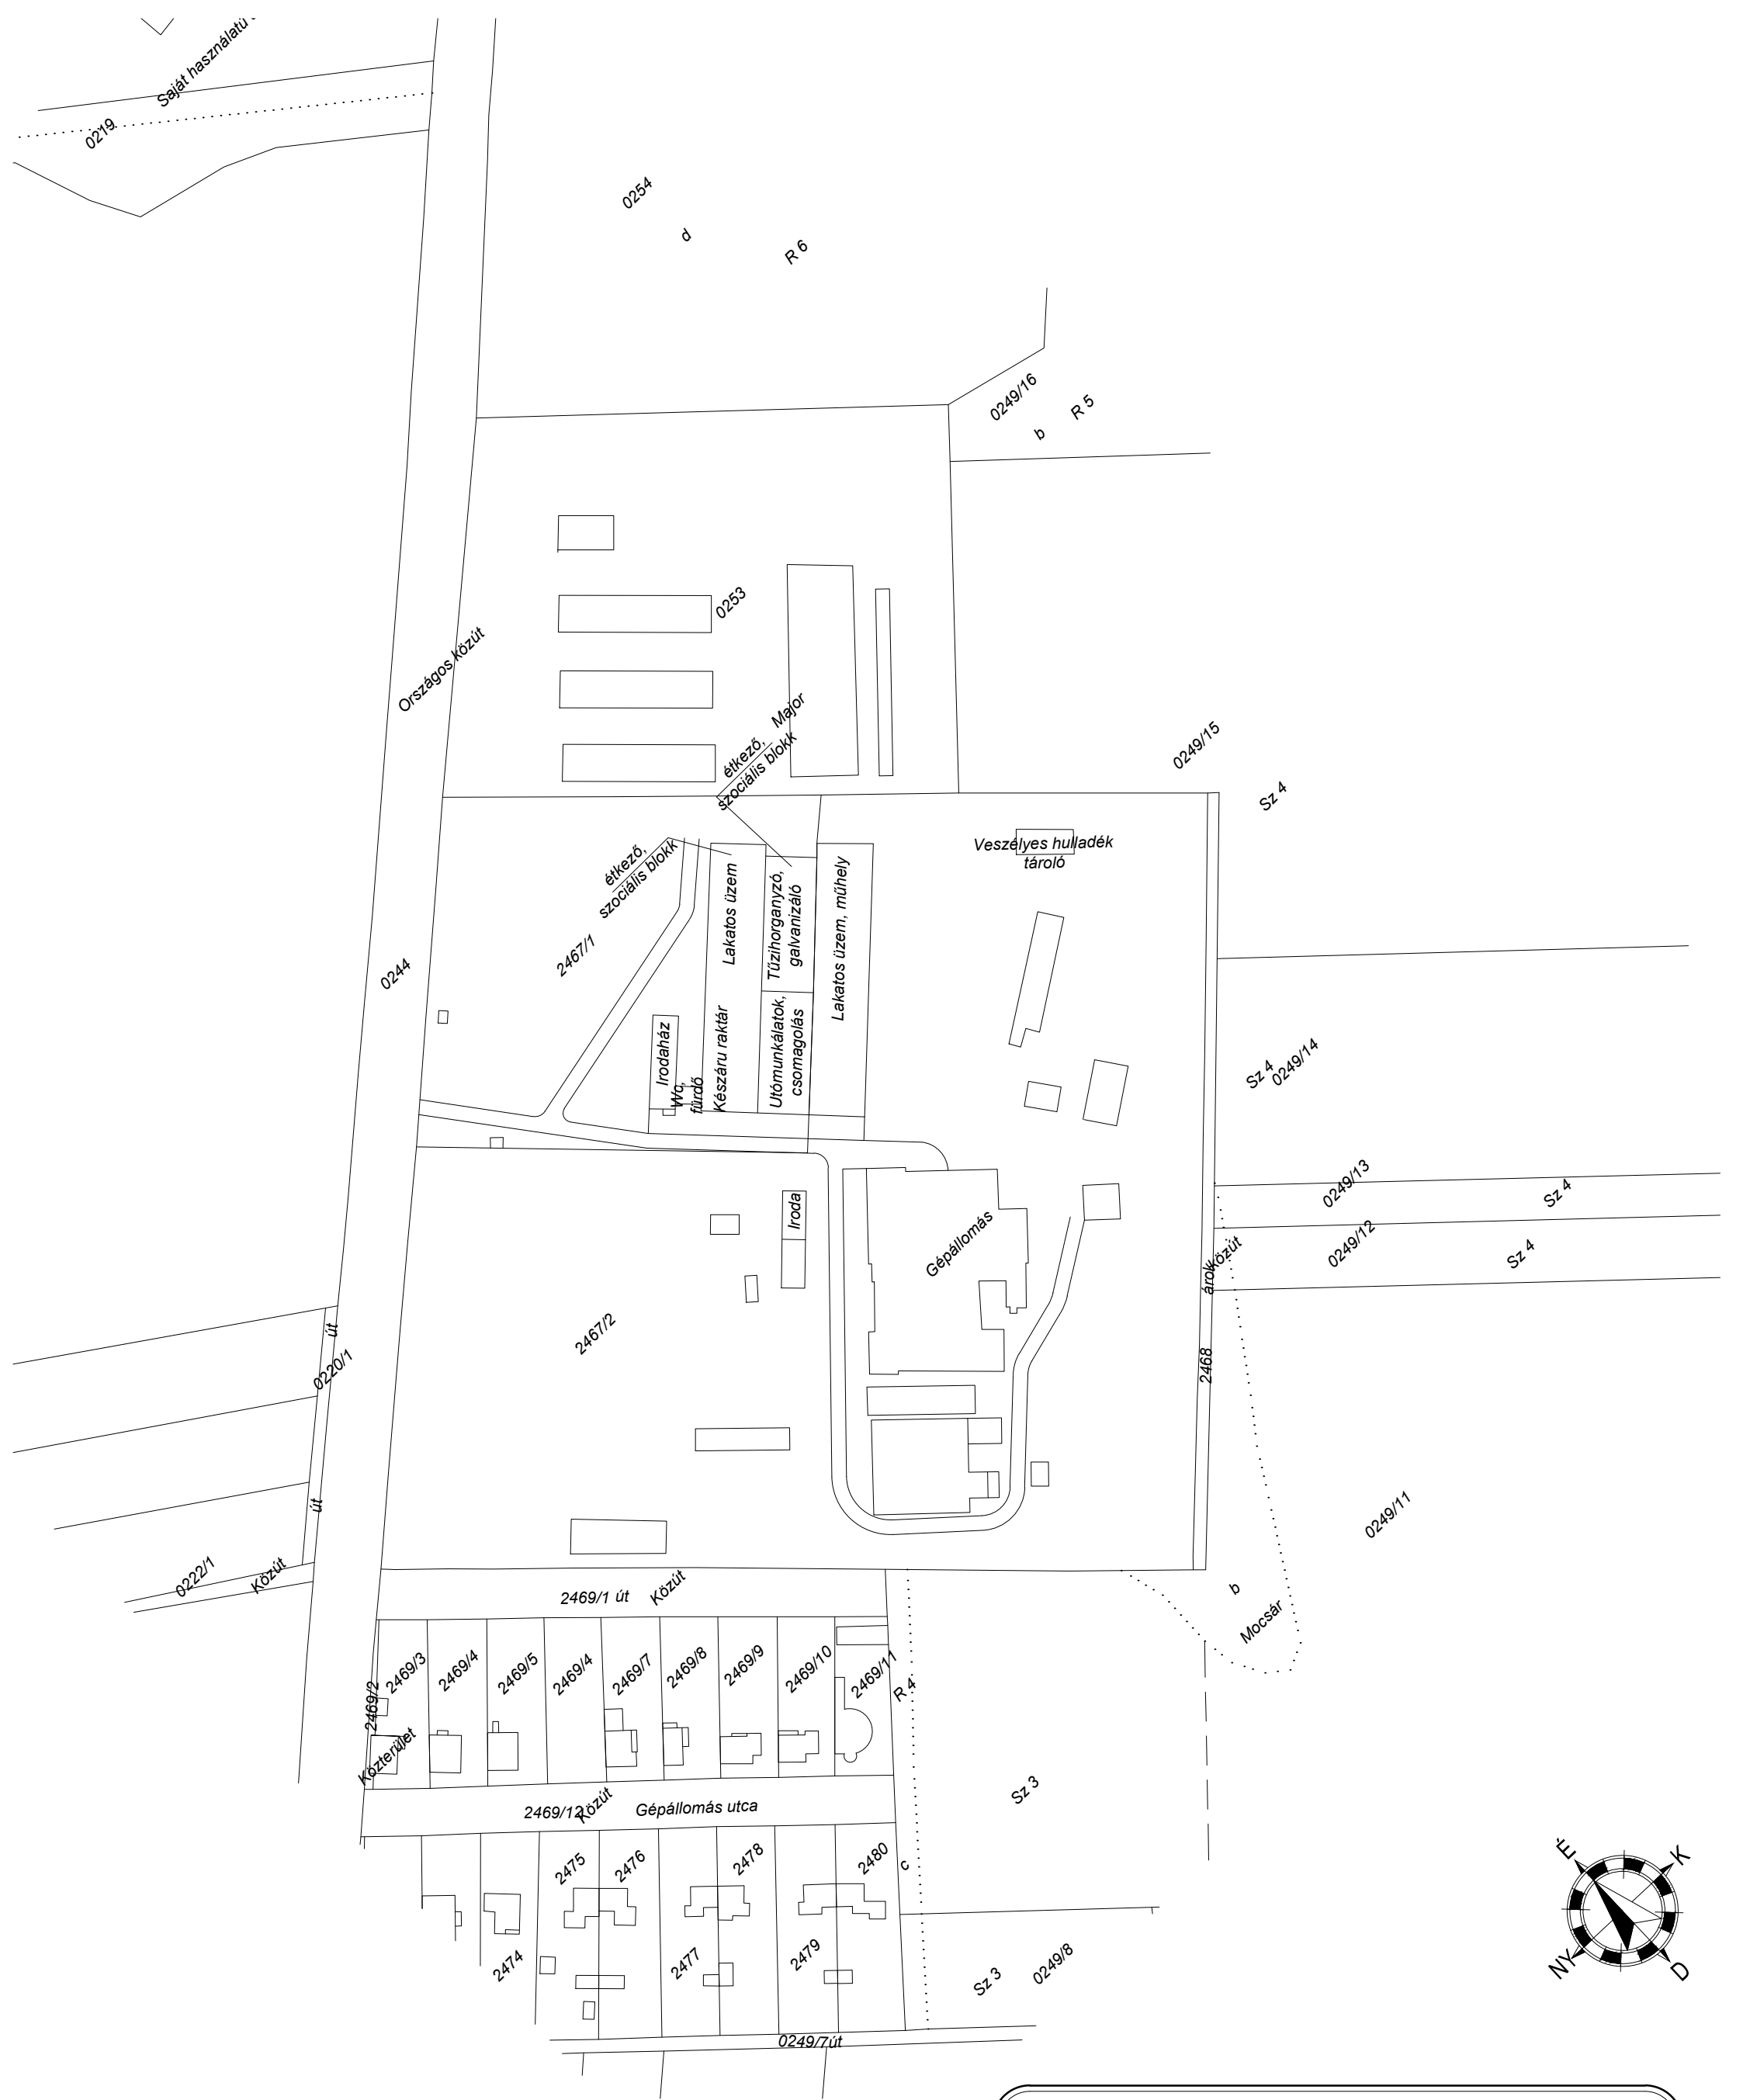 Saját használatú
0219
0254
d
R 6
0249/16
b
R 5
0253
Országos közút
Major
étkező,
szociális blokk
0249/15
Sz 4
étkező,
szociális blokk
Veszélyes hulladék
tároló
2467/1
Lakatos üzem
Tűzihorganyzó,
galvanizáló
Lakatos üzem, műhely
0244
Irodaház
Wc,
fürdő
Készáru raktár
Utómunkálatok,
csomagolás
Sz 4
0249/14
0249/13
Sz 4
Iroda
Gépállomás
árok
Közút
0249/12
Sz 4
2467/2
út
0220/1
2468
út
0249/11
0222/1
Közút
2469/1 út
Közút
b
Mocsár
2469/2
2469/3
2469/4
2469/5
2469/4
2469/7
2469/8
2469/9
2469/10
2469/11
R 4
Közterület
Sz 3
2469/12
Közút
Gépállomás utca
2475
2476
2478
2480
c
2474
2477
2479
Sz 3
0249/8
0249/7út
É
K
NY
D